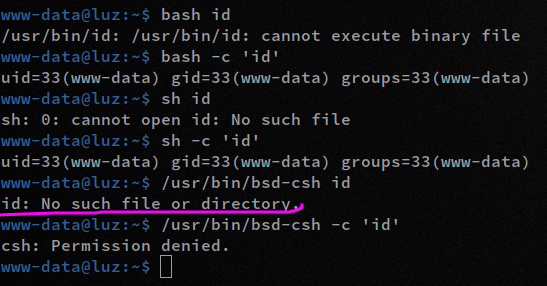 www-data@luz:~$ bash id
/usr/bin/id: /usr/bin/id: cannot execute binary file
www-data@luz:~$ bash -c 'id'
uid=33(www-data) gid=33(www-data) groups=33(www-data)
www-data@luz:~$ sh id
sh: 0: cannot open id: No such file
www-data@luz:~$ sh -c 'id'
uid=33(www-data) gid=33(www-data) groups=33(www-data)
www-data@luz:~$ /usr/bin/bsd-csh id
id: No such file or directory.
www-data@luz:~$ /usr/bin/bsd-csh -c 'id'
csh: Permission denied.
www-data@luz:~$